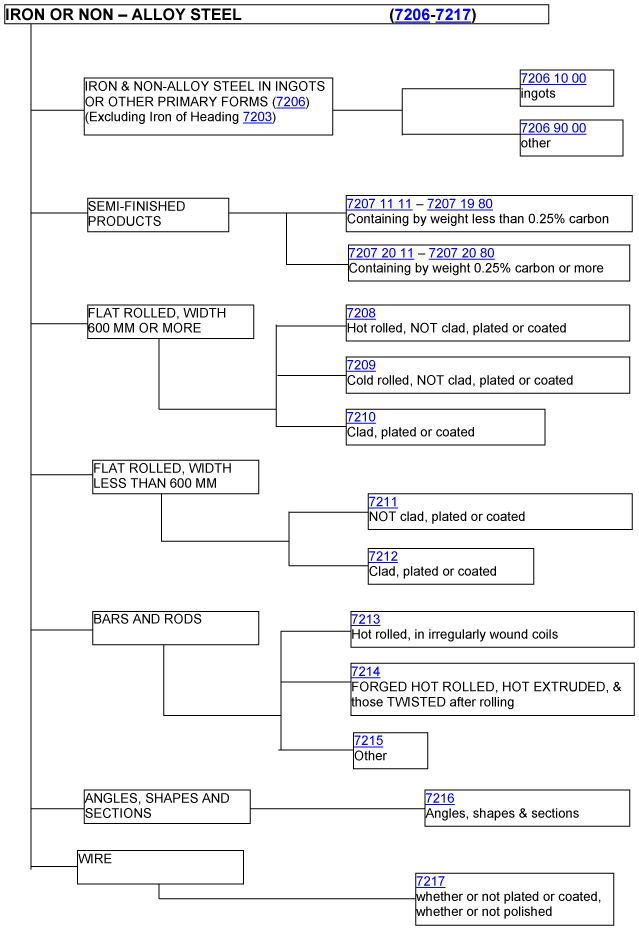 IRON OR NON – ALLOY STEEL (7206-7217)
IRON & NON-ALLOY STEEL IN INGOTS
OR OTHER PRIMARY FORMS (7206)
(Excluding Iron of Heading 7203)
7206 10 00
ingots
7206 90 00
other
SEMI-FINISHED
PRODUCTS
7207 11 11 – 7207 19 80
Containing by weight less than 0.25% carbon
7207 20 11 – 7207 20 80
Containing by weight 0.25% carbon or more
FLAT ROLLED, WIDTH
600 MM OR MORE
7208
Hot rolled, NOT clad, plated or coated
7209
Cold rolled, NOT clad, plated or coated
7210
Clad, plated or coated
FLAT ROLLED, WIDTH
LESS THAN 600 MM
7211
NOT clad, plated or coated
7212
Clad, plated or coated
BARS AND RODS
7213
Hot rolled, in irregularly wound coils
7214
FORGED HOT ROLLED, HOT EXTRUDED, &
those TWISTED after rolling
7215
Other
ANGLES, SHAPES AND
SECTIONS
7216
Angles, shapes & sections
WIRE
7217
whether or not plated or coated,
whether or not polished